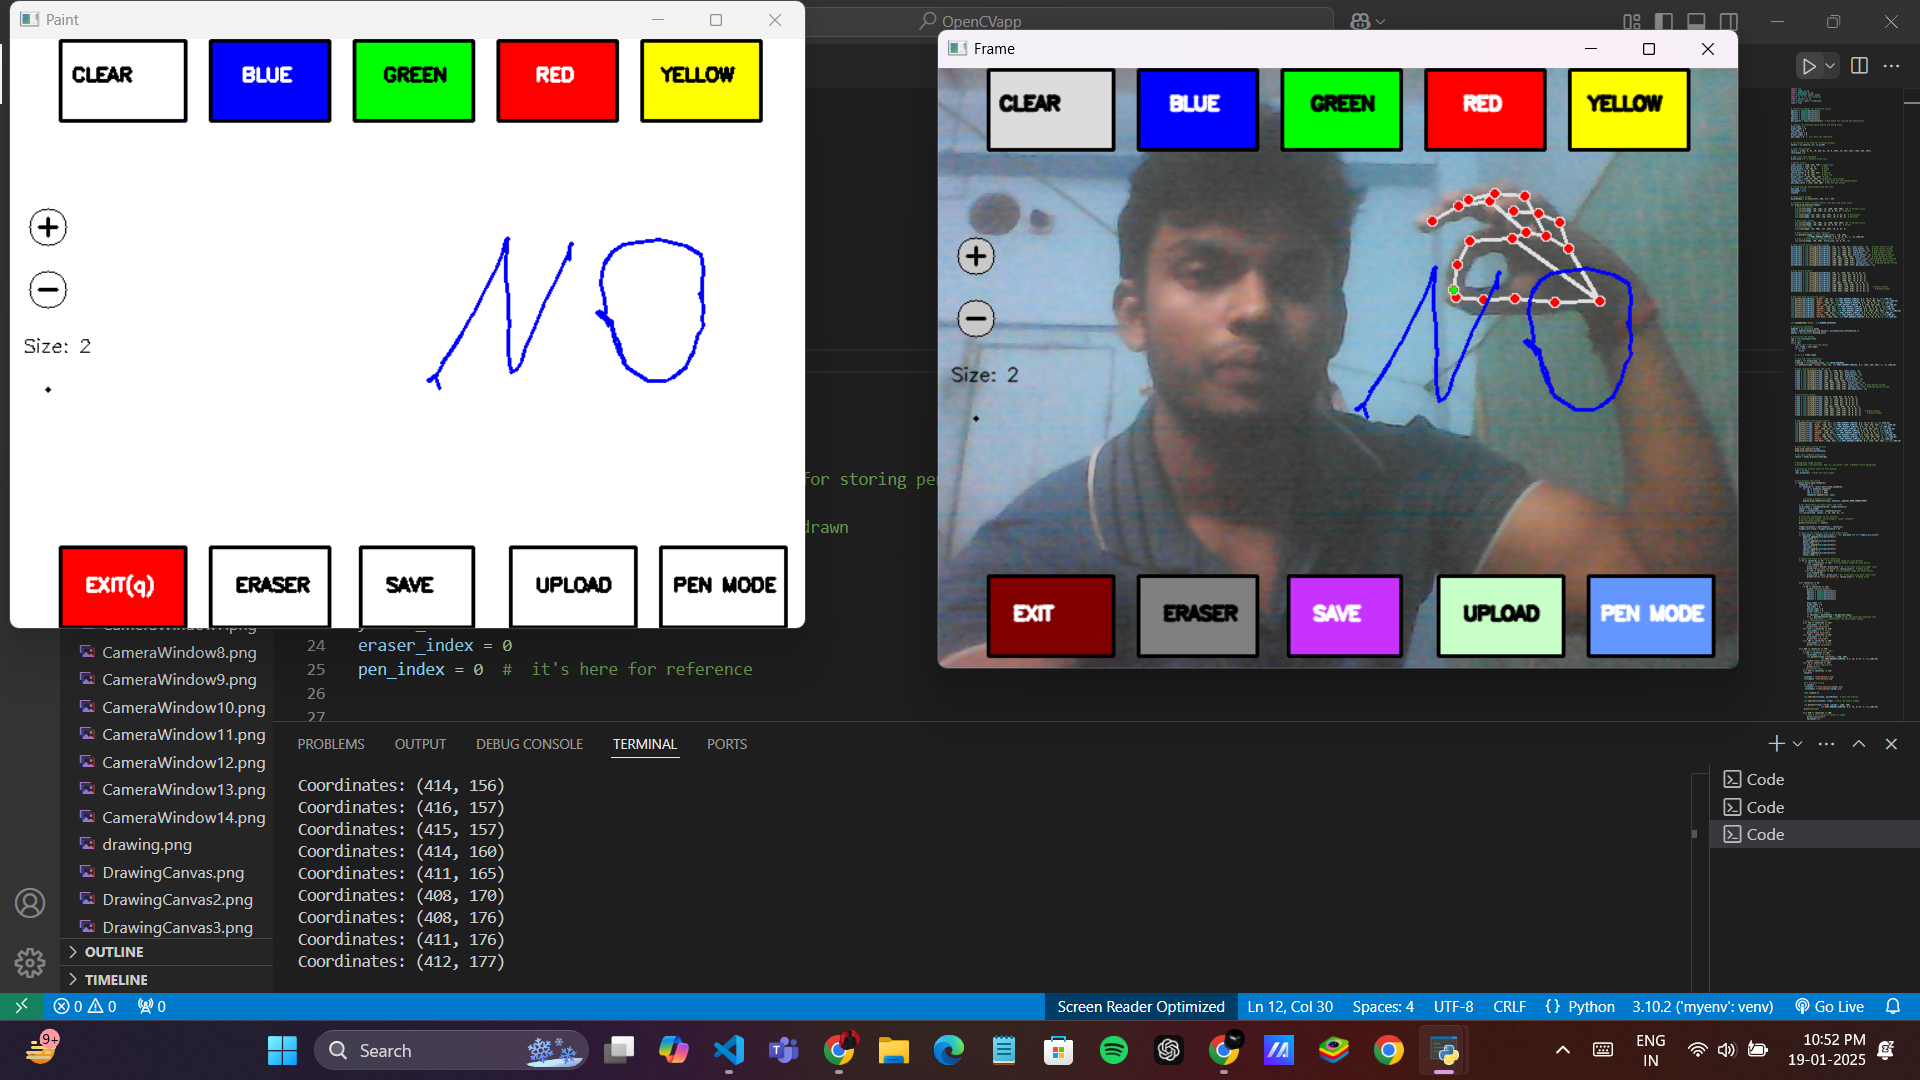 Paint
CLEAR
BLUE
GREEN
RED
YELLOW
Size: 2
NO
EXIT(q)
ERASER
SAVE
UPLOAD
PEN MODE
OpenCVapp
Frame
CLEAR
BLUE
GREEN
RED
YELLOW
Size: 2
NO
EXIT
ERASER
SAVE
UPLOAD
PEN MODE
for storing pe
drawn
24 eraser_index = 0
25 pen_index = 0 # it's here for reference
26
27
CameraWindow8.png
CameraWindow9.png
CameraWindow10.png
CameraWindow11.png
CameraWindow12.png
CameraWindow13.png
CameraWindow14.png
drawing.png
DrawingCanvas.png
DrawingCanvas2.png
DrawingCanvas3.png
OUTLINE
TIMELINE
PROBLEMS OUTPUT DEBUG CONSOLE TERMINAL PORTS
Coordinates: (414, 156)
Coordinates: (416, 157)
Coordinates: (415, 157)
Coordinates: (414, 160)
Coordinates: (411, 165)
Coordinates: (408, 170)
Coordinates: (408, 176)
Coordinates: (411, 176)
Coordinates: (412, 177)
Code
Code
Code
0 0 0 Screen Reader Optimized Ln 12, Col 30 Spaces: 4 UTF-8 CRLF {} Python 3.10.2 ('myenv': venv) Go Live
9+ Search ENG IN 10:52 PM 19-01-2025